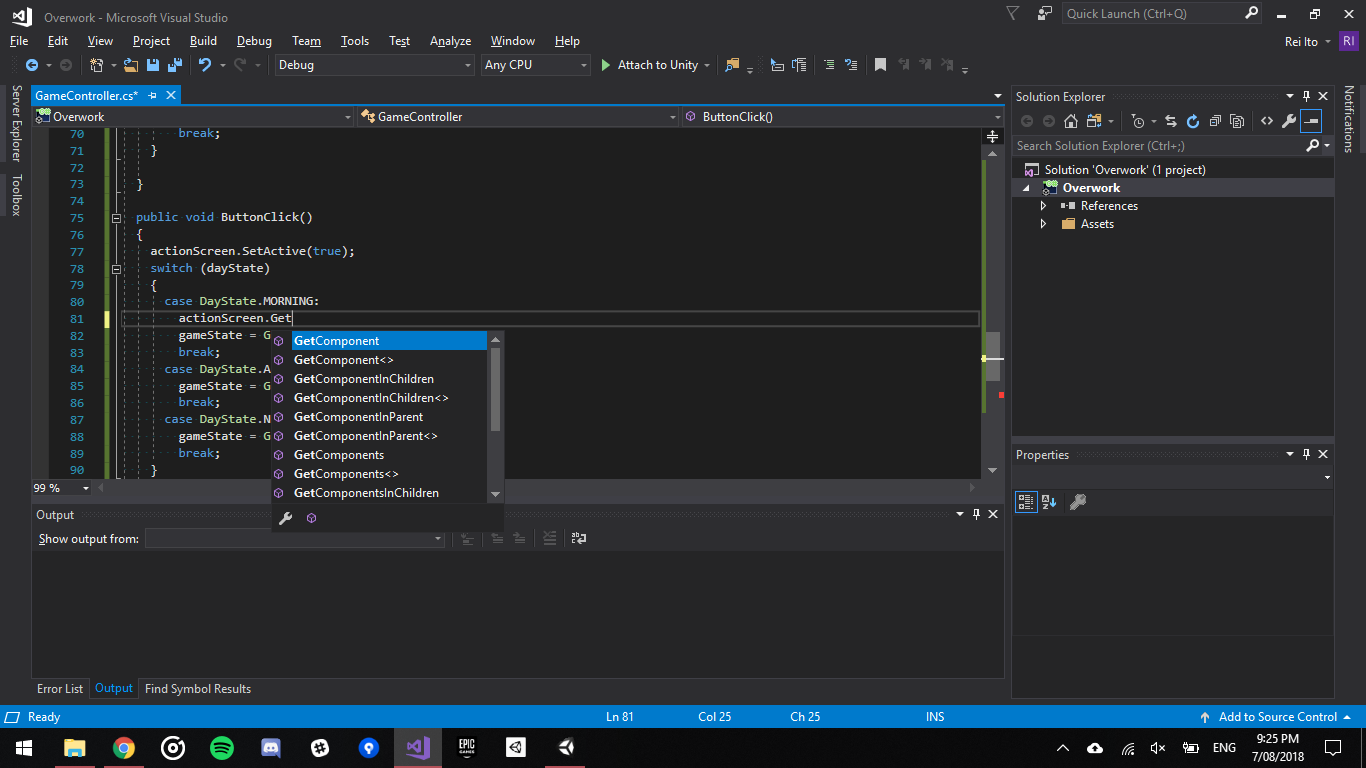 Overwork - Microsoft Visual Studio
Quick Launch (Ctrl+Q)
File Edit View Project Build Debug Team Tools Test Analyze Window Help
Rei Ito
RI
Debug
Any CPU
Attach to Unity
Server Explorer
Toolbox
GameController.cs*
Overwork
GameController
ButtonClick()
70 break;
71 }
72
73 }
74
75 public void ButtonClick()
76 {
77 actionScreen.SetActive(true);
78 switch (dayState)
79 {
80 case DayState.MORNING:
81 actionScreen.Get
82 gameState = G
83 break;
84 case DayState.A
85 gameState = G
86 break;
87 case DayState.N
88 gameState = G
89 break;
90 }
GetComponent
GetComponent<>
GetComponentInChildren
GetComponentInChildren<>
GetComponentInParent
GetComponentInParent<>
GetComponents
GetComponents<>
GetComponentsInChildren
99 %
Output
Show output from:
Error List
Output
Find Symbol Results
Solution Explorer
Search Solution Explorer (Ctrl+;)
Solution 'Overwork' (1 project)
Overwork
References
Assets
Properties
Notifications
Ready
Ln 81
Col 25
Ch 25
INS
Add to Source Control
EPIC
GAMES
ENG
9:25 PM
7/08/2018